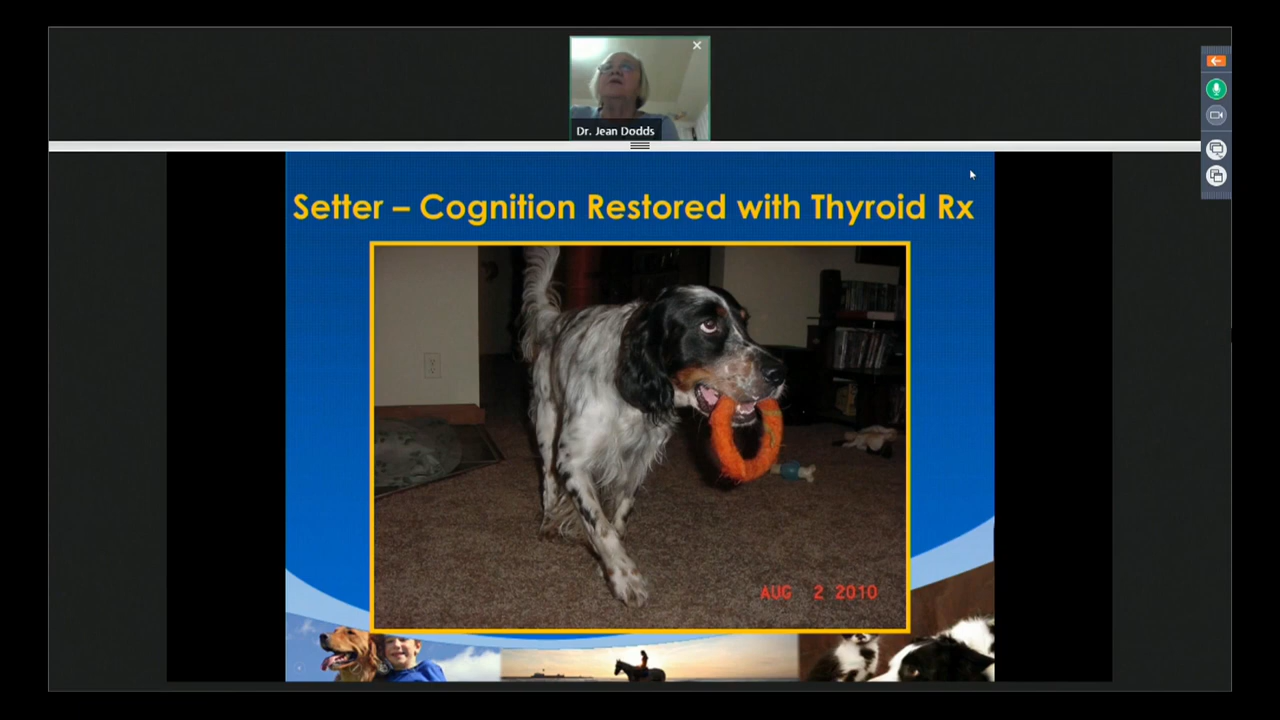 Dr. Jean Dodds
Setter – Cognition Restored with Thyroid Rx
AUG 2 2010